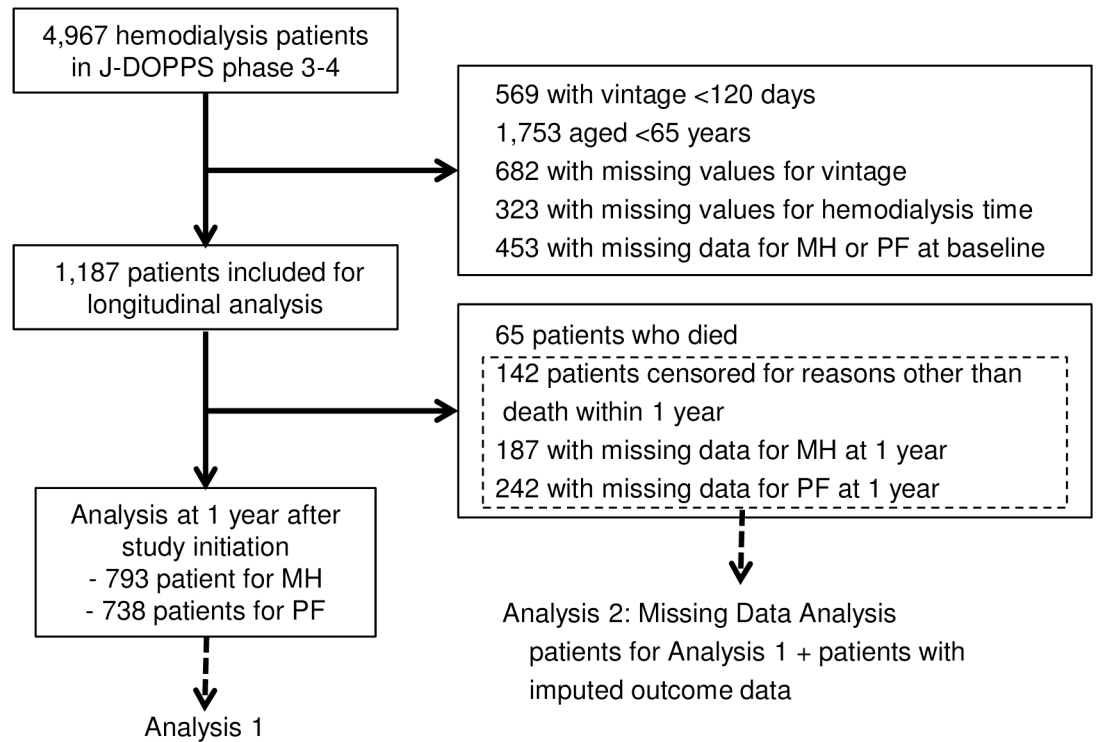 4,967 hemodialysis patients
in J-DOPPS phase 3-4
569 with vintage <120 days
1,753 aged <65 years
682 with missing values for vintage
323 with missing values for hemodialysis time
453 with missing data for MH or PF at baseline
1,187 patients included for
longitudinal analysis
65 patients who died
142 patients censored for reasons other than
death within 1 year
187 with missing data for MH at 1 year
242 with missing data for PF at 1 year
Analysis at 1 year after
study initiation
- 793 patient for MH
- 738 patients for PF
Analysis 2: Missing Data Analysis
patients for Analysis 1 + patients with
imputed outcome data
Analysis 1